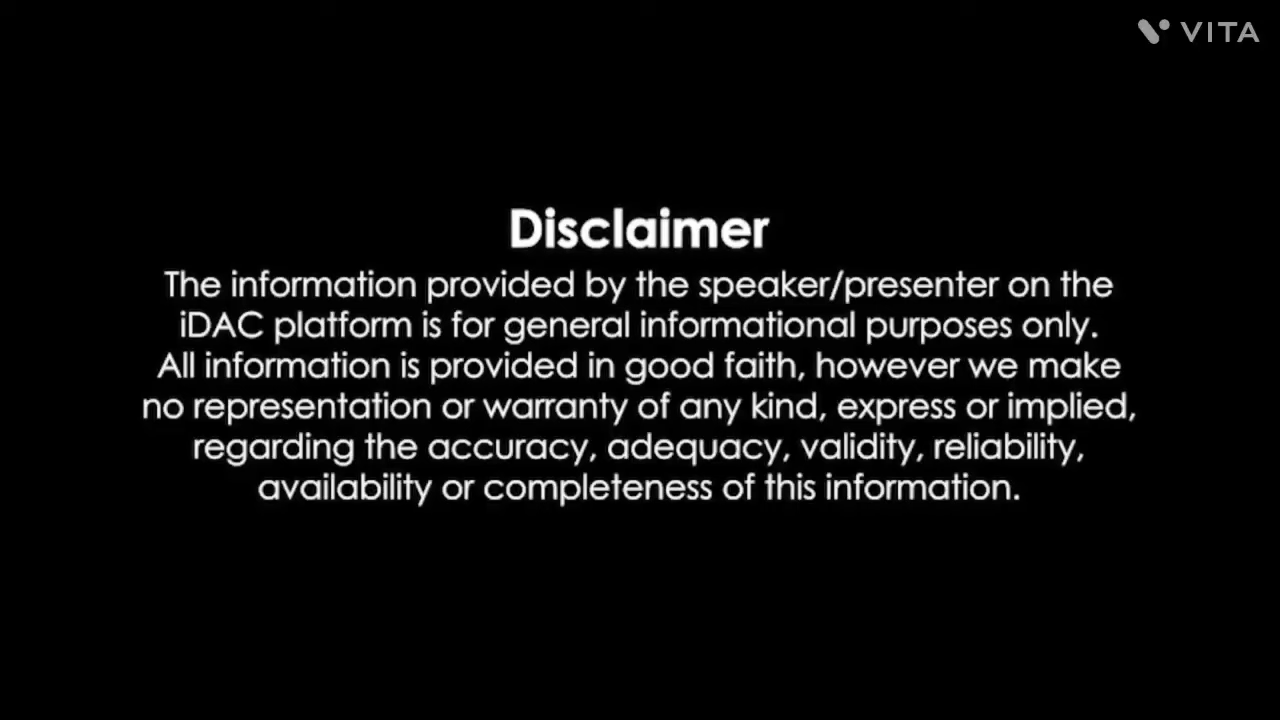 VITA
Disclaimer
The information provided by the speaker/presenter on the
iDAC platform is for general informational purposes only.
All information is provided in good faith, however we make
no representation or warranty of any kind, express or implied,
regarding the accuracy, adequacy, validity, reliability,
availability or completeness of this information.